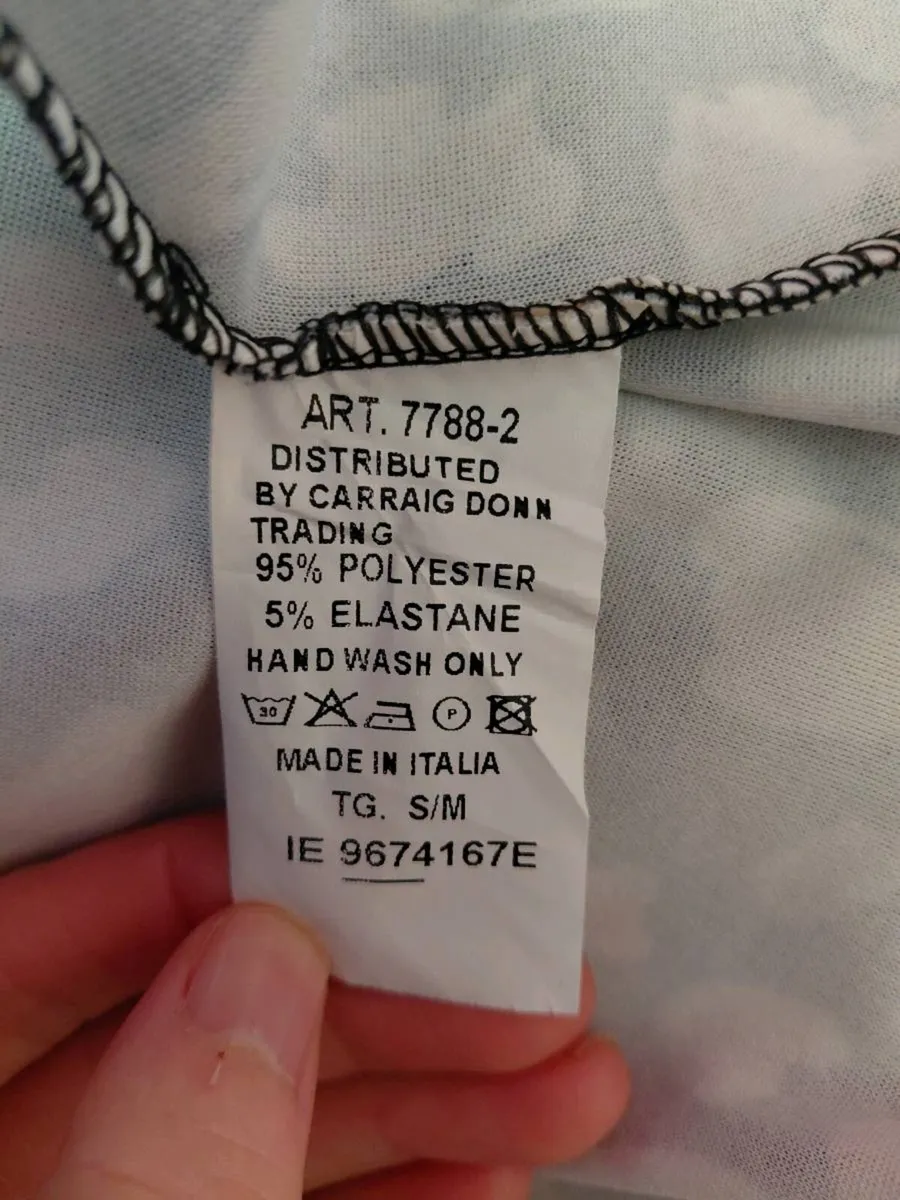 ART. 7788-2
DISTRIBUTED
BY CARRAIG DONN
TRADING
95% POLYESTER
5% ELASTANE
HAND WASH ONLY
30 P
MADE IN ITALIA
TG. S/M
IE 9674167E